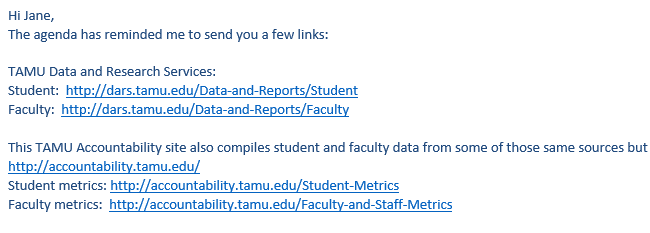 Hi Jane,
The agenda has reminded me to send you a few links:
TAMU Data and Research Services:
Student:  http://dars.tamu.edu/Data-and-Reports/Student
Faculty:  http://dars.tamu.edu/Data-and-Reports/Faculty
This TAMU Accountability site also compiles student and faculty data from some of those same sources but
http://accountability.tamu.edu/
Student metrics: http://accountability.tamu.edu/Student-Metrics
Faculty metrics:  http://accountability.tamu.edu/Faculty-and-Staff-Metrics